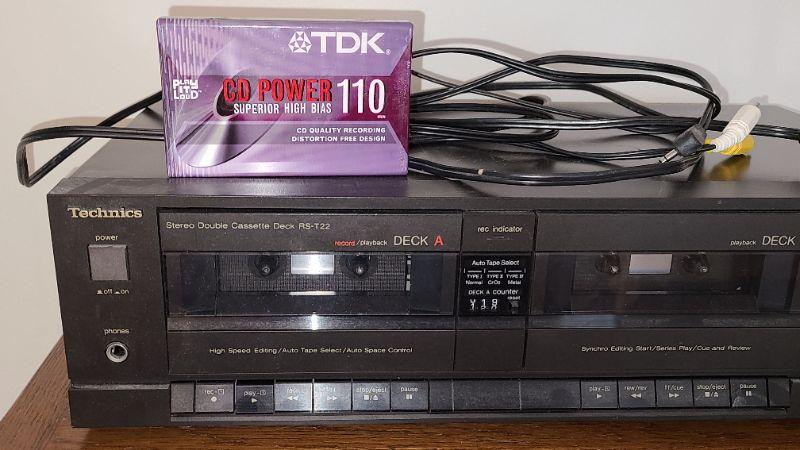 TDK
PLAY IT LOUD
CD POWER 110
SUPERIOR HIGH BIAS min
CD QUALITY RECORDING
DISTORTION FREE DESIGN
Technics
Stereo Double Cassette Deck RS-T22
record/playback DECK A
rec indicator
playback DECK
power
off on
Auto Tape Select
TYPE I TYPE II TYPE IV
Normal CrO₂ Metal
DECK A counter
reset
phones
High Speed Editing/Auto Tape Select/Auto Space Control
Synchro Editing Start/Series Play/Cue and Review
rec play stop/eject pause
play rew/rev ff/cue stop/eject pause